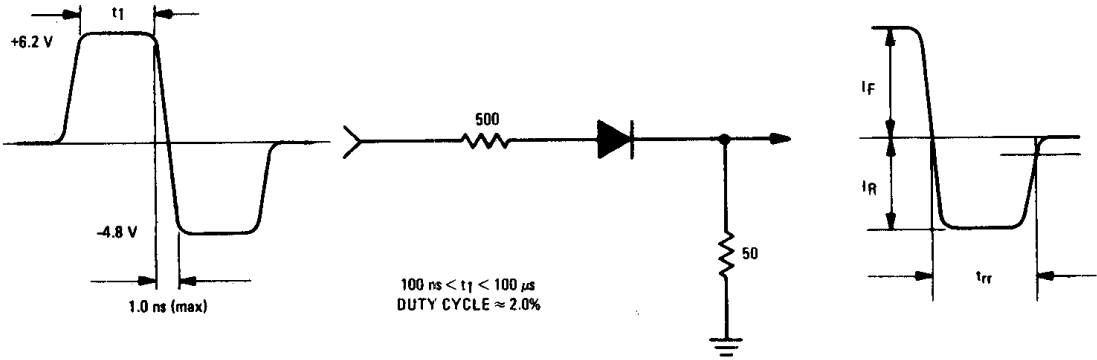 t1
+6.2 V
-4.8 V
1.0 ns (max)
500
50
100 ns < t1 < 100 µs
DUTY CYCLE ≈ 2.0%
IF
IR
trr